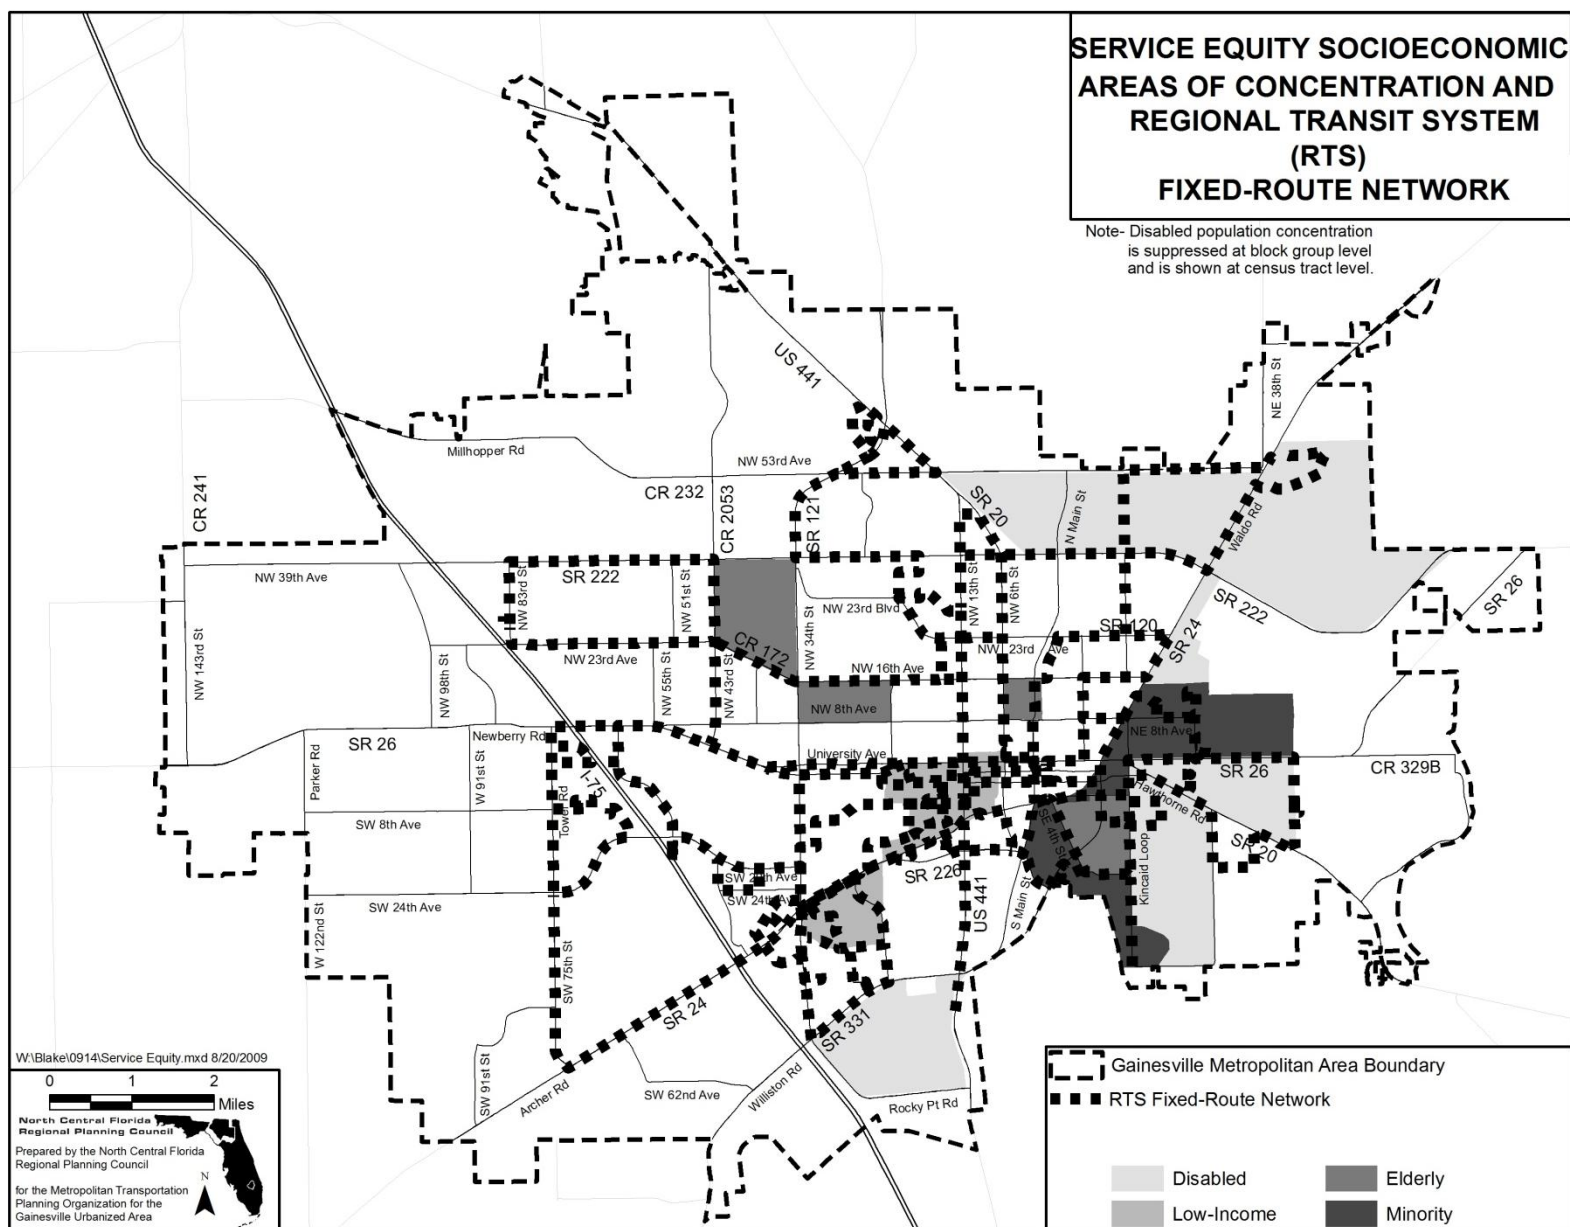 SERVICE EQUITY SOCIOECONOMIC
AREAS OF CONCENTRATION AND
REGIONAL TRANSIT SYSTEM
(RTS)
FIXED-ROUTE NETWORK
Note- Disabled population concentration
is suppressed at block group level
and is shown at census tract level.
US 441
NE 38th St
Millhopper Rd
NW 53rd Ave
CR 232
CR 241
CR 2053
SR 121
SR 20
N Main St
Waldo Rd
NW 39th Ave
SR 222
NW 83rd St
NW 51st St
NW 13th St
NW 6th St
NW 23rd Blvd
NW 34th St
SR 120
SR 24
SR 222
SR 26
NW 143rd St
NW 98th St
NW 23rd Ave
NW 55th St
NW 43rd St
CR 172
NW 16th Ave
NW 23rd Ave
NW 8th Ave
NE 8th Ave
SR 26
Newberry Rd
University Ave
SR 26
CR 329B
Parker Rd
W 91st St
I-75
Tower Rd
SW 8th Ave
Hawthorne Rd
SE 4th St
SR 20
SR 226
Kincaid Loop
SW 24th Ave
SW 24th Ave
W 122nd St
US 441
S Main St
SW 75th St
SR 24
SR 331
SW 91st St
Archer Rd
SW 62nd Ave
Williston Rd
Rocky Pt Rd
W:\Blake\0914\Service Equity.mxd 8/20/2009
0 1 2
Miles
North Central Florida
Regional Planning Council
Prepared by the North Central Florida
Regional Planning Council
N
for the Metropolitan Transportation
Planning Organization for the
Gainesville Urbanized Area
Gainesville Metropolitan Area Boundary
RTS Fixed-Route Network
Disabled
Elderly
Low-Income
Minority